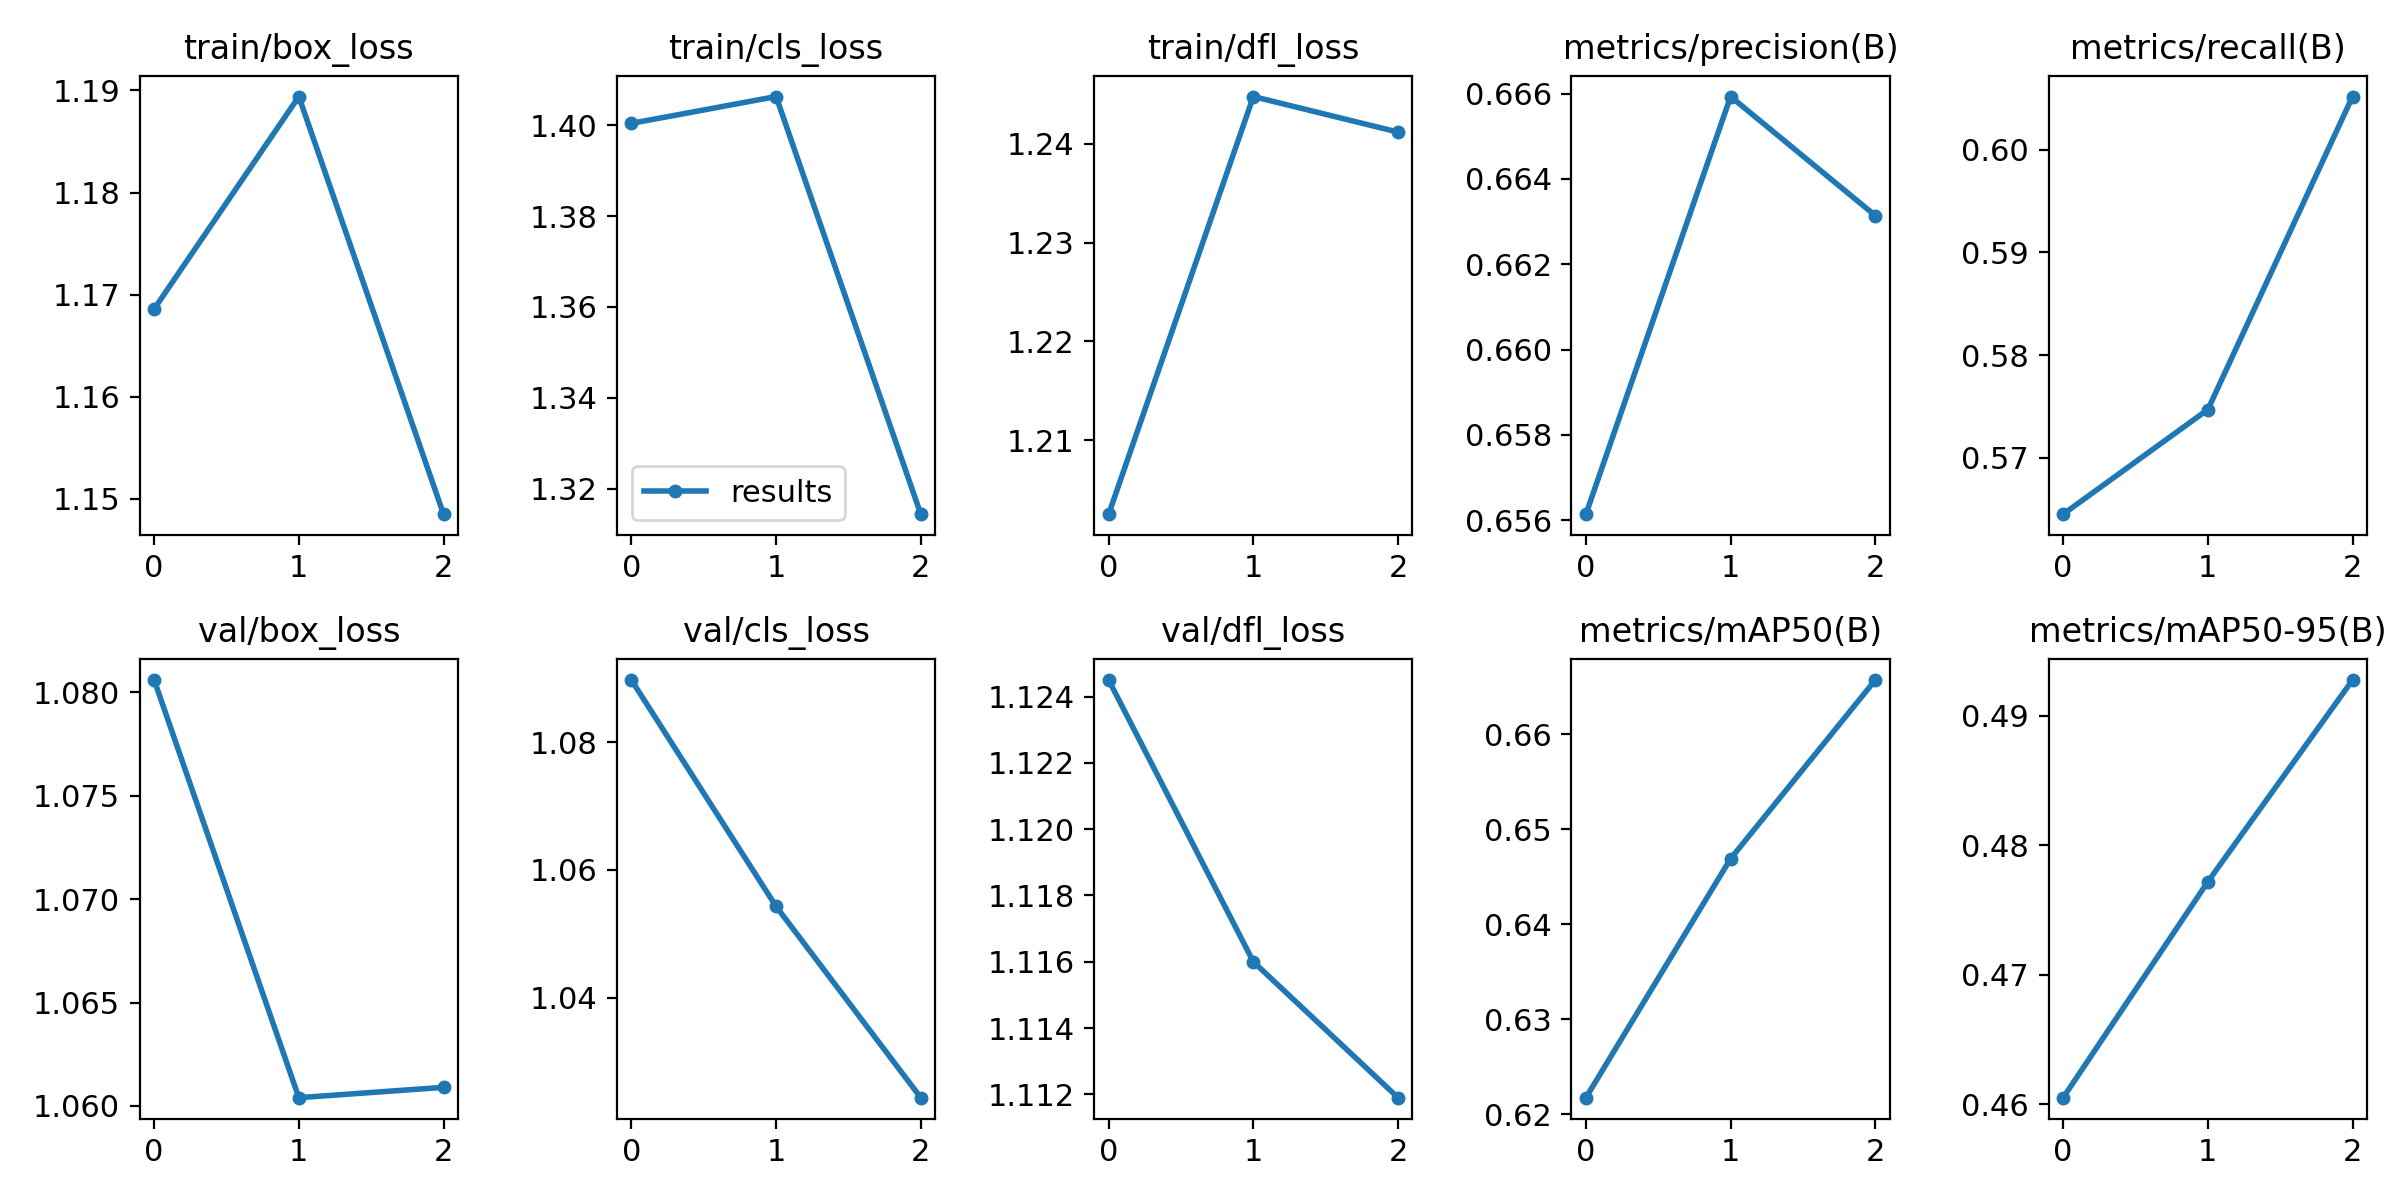 train/box_loss
1.19
1.18
1.17
1.16
1.15
0 1 2
train/cls_loss
1.40
1.38
1.36
1.34
1.32
results
0 1 2
train/dfl_loss
1.24
1.23
1.22
1.21
0 1 2
metrics/precision(B)
0.666
0.664
0.662
0.660
0.658
0.656
0 1 2
metrics/recall(B)
0.60
0.59
0.58
0.57
0 1 2
val/box_loss
1.080
1.075
1.070
1.065
1.060
0 1 2
val/cls_loss
1.08
1.06
1.04
0 1 2
val/dfl_loss
1.124
1.122
1.120
1.118
1.116
1.114
1.112
0 1 2
metrics/mAP50(B)
0.66
0.65
0.64
0.63
0.62
0 1 2
metrics/mAP50-95(B)
0.49
0.48
0.47
0.46
0 1 2